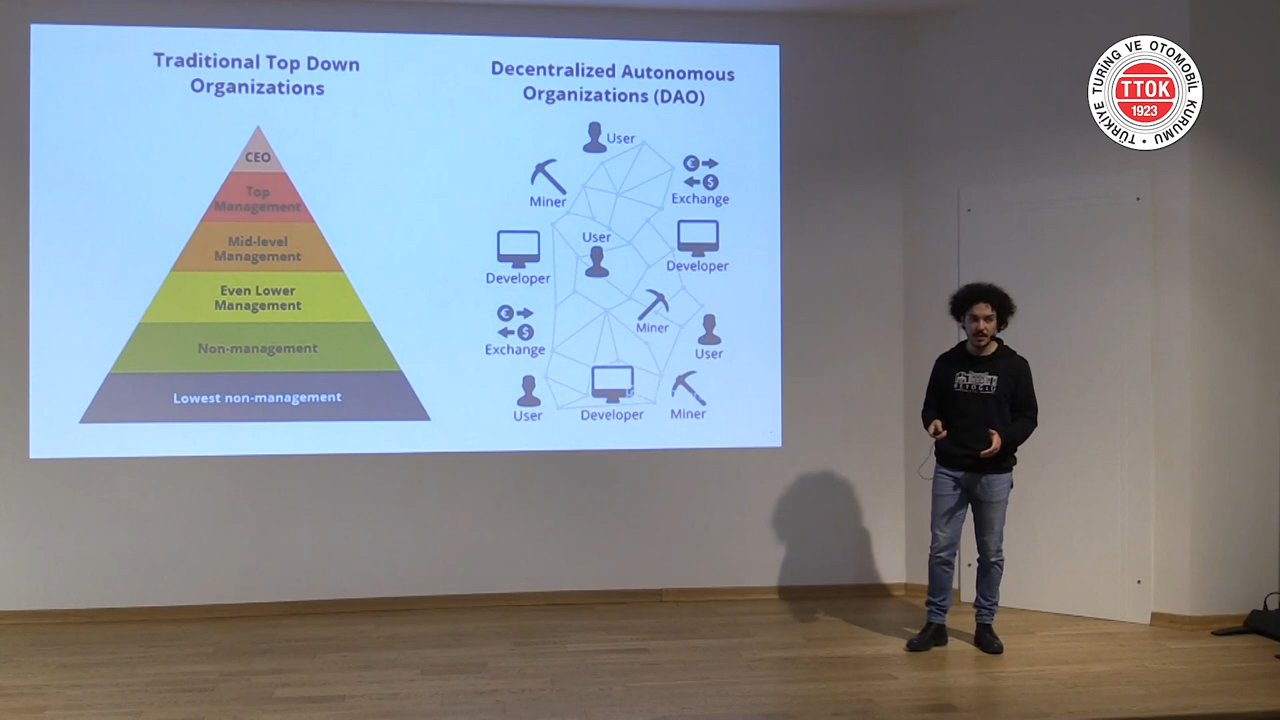 Traditional Top Down
Organizations
CEO
Top
Management
Mid-level
Management
Even Lower
Management
Non-management
Lowest non-management
Decentralized Autonomous
Organizations (DAO)
User
Miner
Exchange
User
Developer
Developer
Miner
Exchange
User
User
Developer
Miner
TÜRKİYE TURING VE OTOMOBİL KURUMU
TTOK
1923
BEYOĞLU